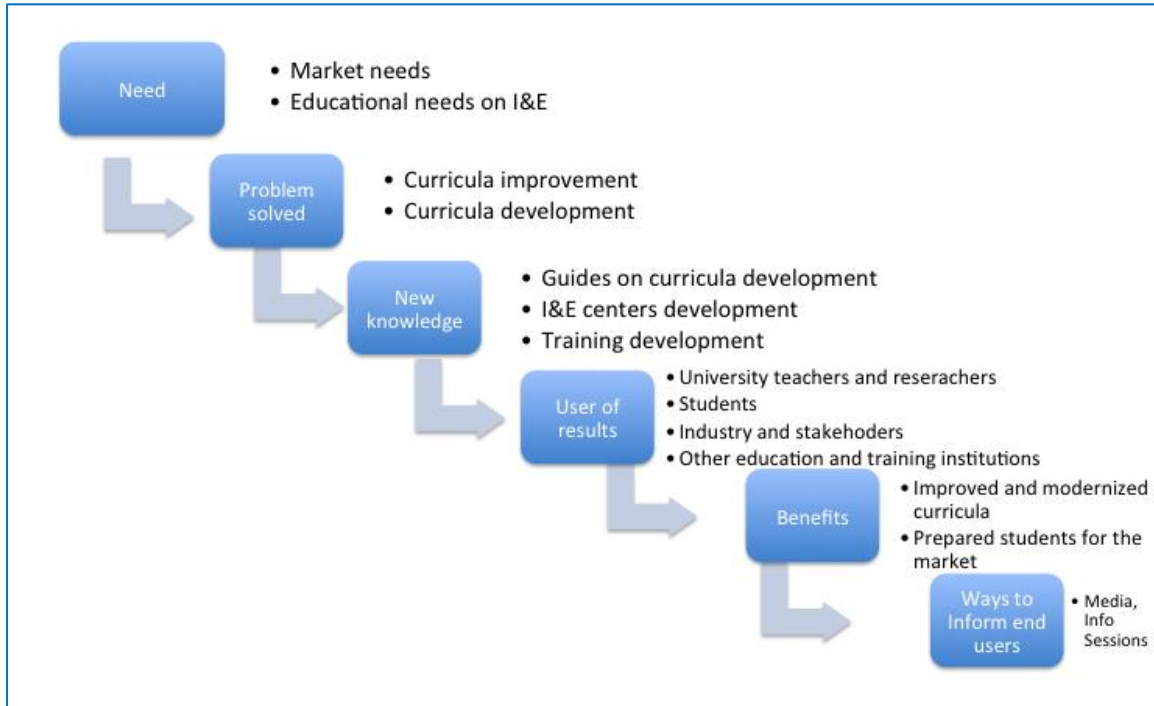 Need
• Market needs
• Educational needs on I&E
Problem
solved
• Curricula improvement
• Curricula development
New
knowledge
• Guides on curricula development
• I&E centers development
• Training development
User of
results
• University teachers and reserachers
• Students
• Industry and stakehoders
• Other education and training institutions
Benefits
• Improved and modernized
curricula
• Prepared students for the
market
Ways to
Inform end
users
• Media,
Info
Sessions